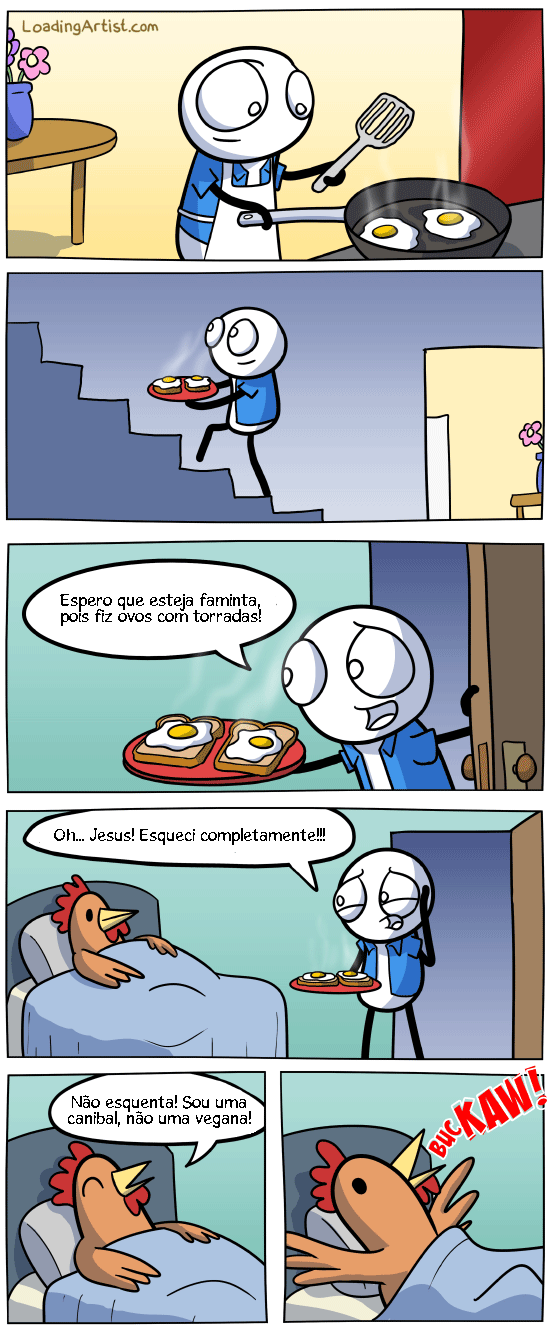 LoadingArtist.com
Espero que esteja faminta,
pois fiz ovos com torradas!
Oh... Jesus! Esqueci completamente!!!
Não esquenta! Sou uma
canibal, não uma vegana!
BUCKAW!